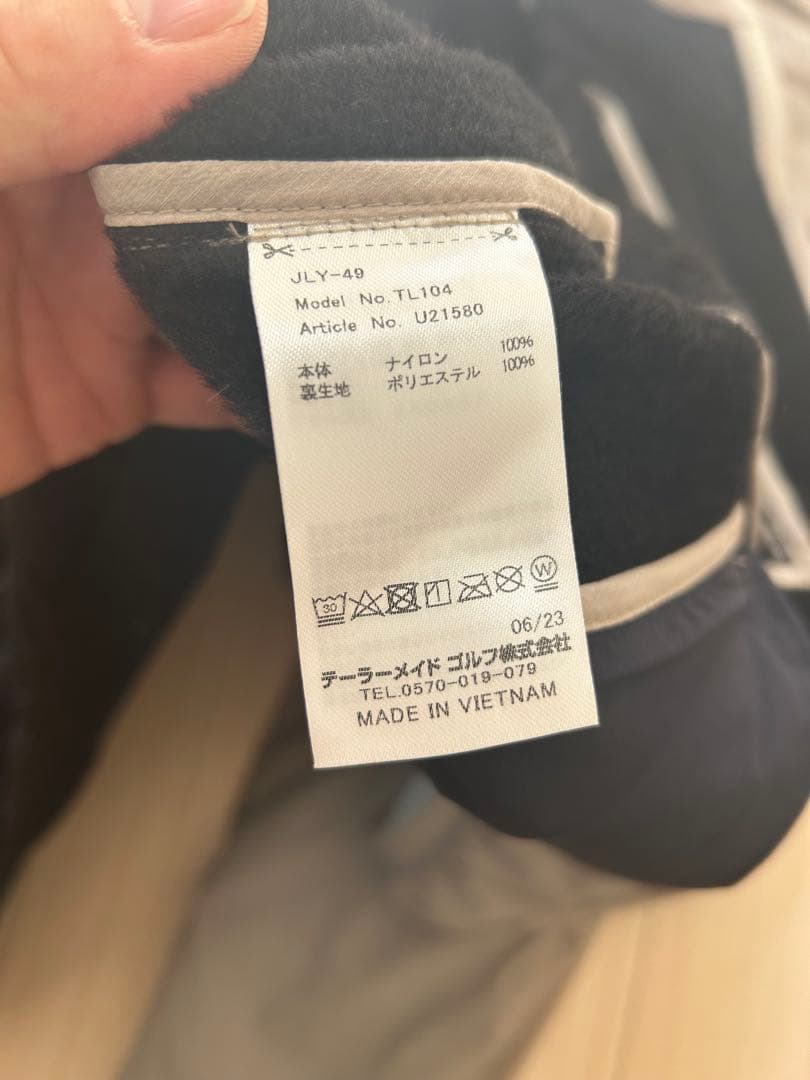 JLY-49
Model No.TL104
Article No. U21580
本体 ナイロン 100%
裏生地 ポリエステル 100%
30
W
06/23
テーラーメイド ゴルフ株式会社
TEL.0570-019-079
MADE IN VIETNAM